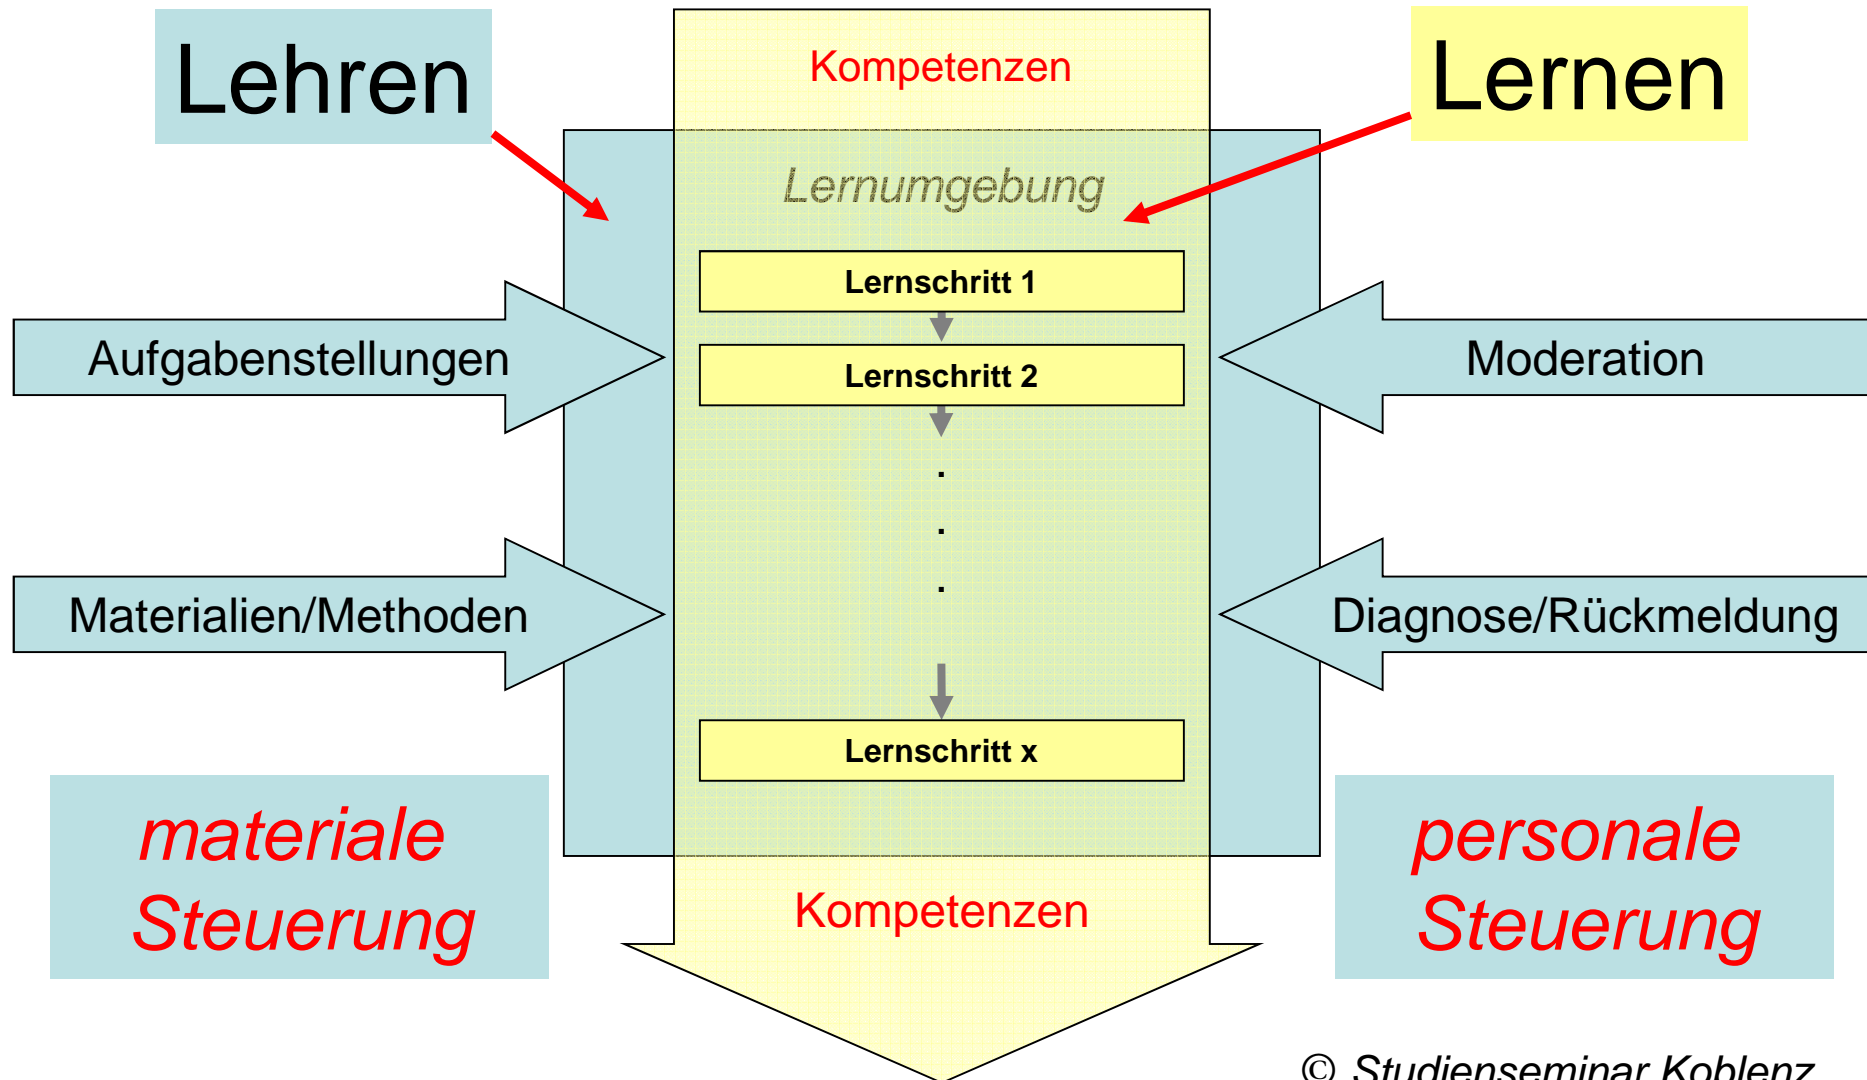 Lehren
Kompetenzen
Lernen
Lernumgebung
Lernschritt 1
Aufgabenstellungen
Lernschritt 2
Moderation
.
.
.
Materialien/Methoden
Diagnose/Rückmeldung
Lernschritt x
materiale
Steuerung
Kompetenzen
personale
Steuerung
© Studienseminar Koblenz